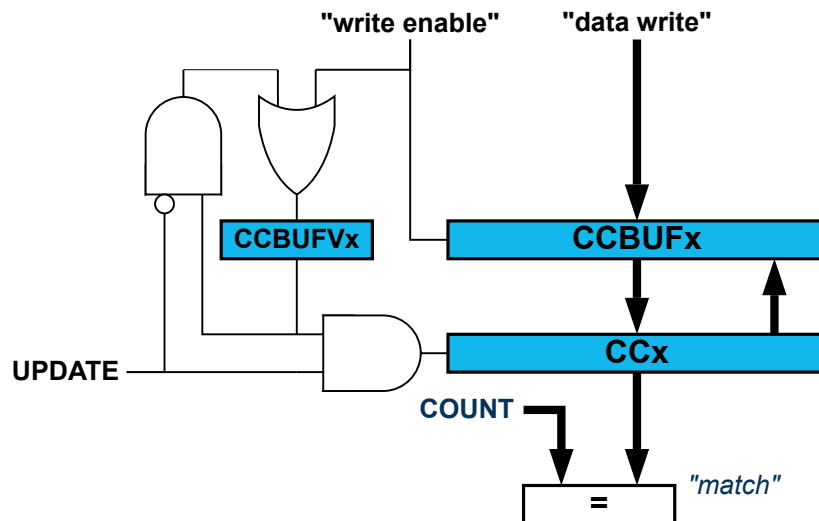 "write enable"
"data write"
CCBUFVx
CCBUFx
CCx
UPDATE
COUNT
"match"
=